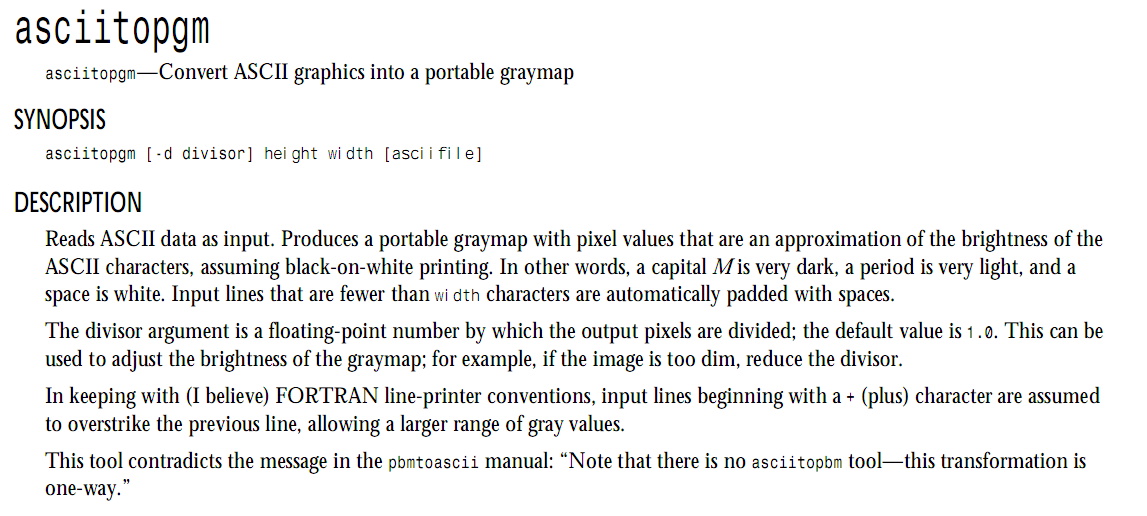 asciitopgm
asciitopgm—Convert ASCII graphics into a portable graymap
SYNOPSIS
asciitopgm [-d divisor] height width [asciifile]
DESCRIPTION
Reads ASCII data as input. Produces a portable graymap with pixel values that are an approximation of the brightness of the
ASCII characters, assuming black-on-white printing. In other words, a capital M is very dark, a period is very light, and a
space is white. Input lines that are fewer than width characters are automatically padded with spaces.
The divisor argument is a floating-point number by which the output pixels are divided; the default value is 1.0. This can be
used to adjust the brightness of the graymap; for example, if the image is too dim, reduce the divisor.
In keeping with (I believe) FORTRAN line-printer conventions, input lines beginning with a + (plus) character are assumed
to overstrike the previous line, allowing a larger range of gray values.
This tool contradicts the message in the pbmtoascii manual: “Note that there is no asciitopbm tool—this transformation is
one-way.”